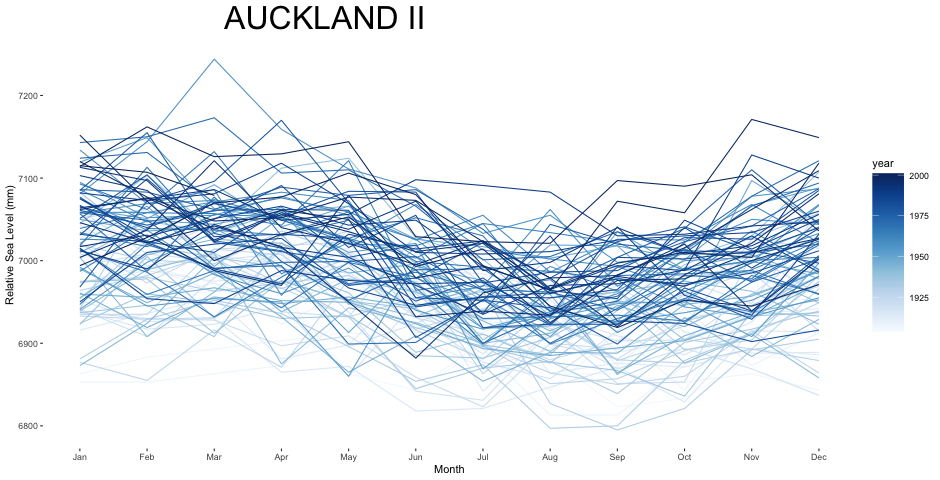 AUCKLAND II
Relative Sea Level (mm)
7200
7100
7000
6900
6800
Jan Feb Mar Apr May Jun Jul Aug Sep Oct Nov Dec
Month
year
2000
1975
1950
1925